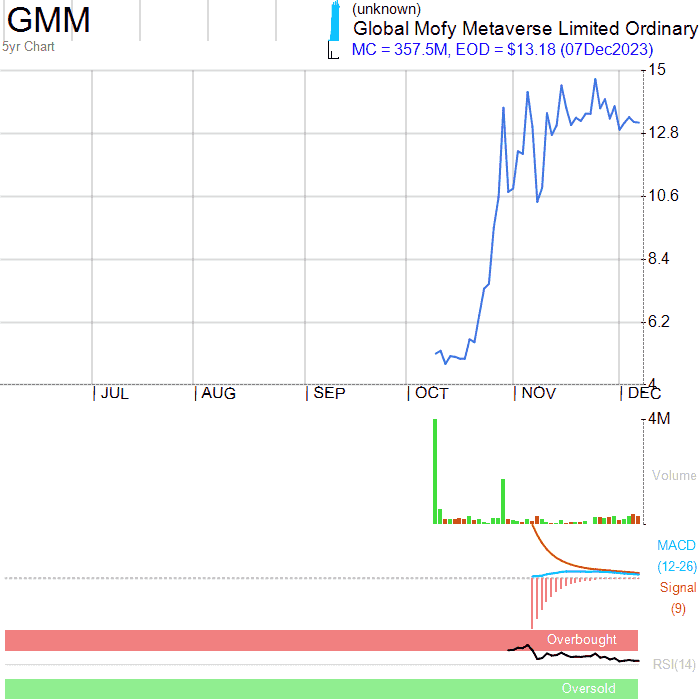 GMM
5yr Chart
(unknown)
Global Mofy Metaverse Limited Ordinary
MC = 357.5M, EOD = $13.18 (07Dec2023)
15
12.8
10.6
8.4
6.2
4
JUL AUG SEP OCT NOV DEC
4M
Volume
MACD
(12-26)
Signal
(9)
Overbought
RSI(14)
Oversold